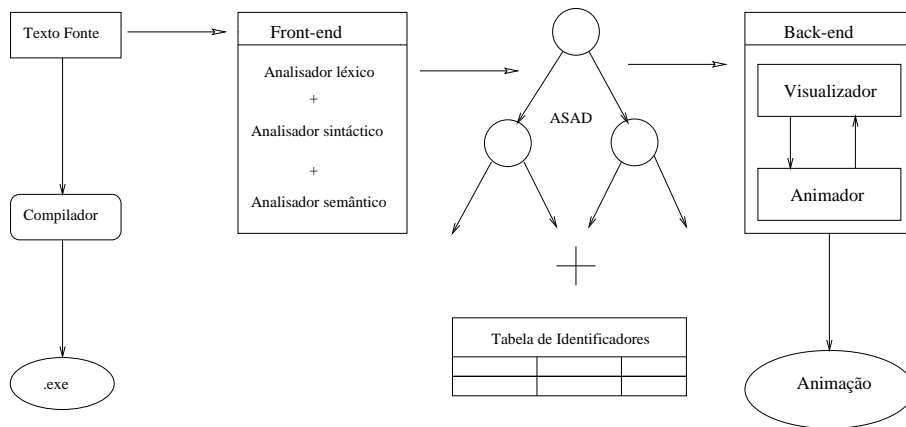 Texto Fonte
Compilador
.exe
Front-end
Analisador léxico
+
Analisador sintáctico
+
Analisador semântico
ASAD
Tabela de Identificadores
Back-end
Visualizador
Animador
Animação